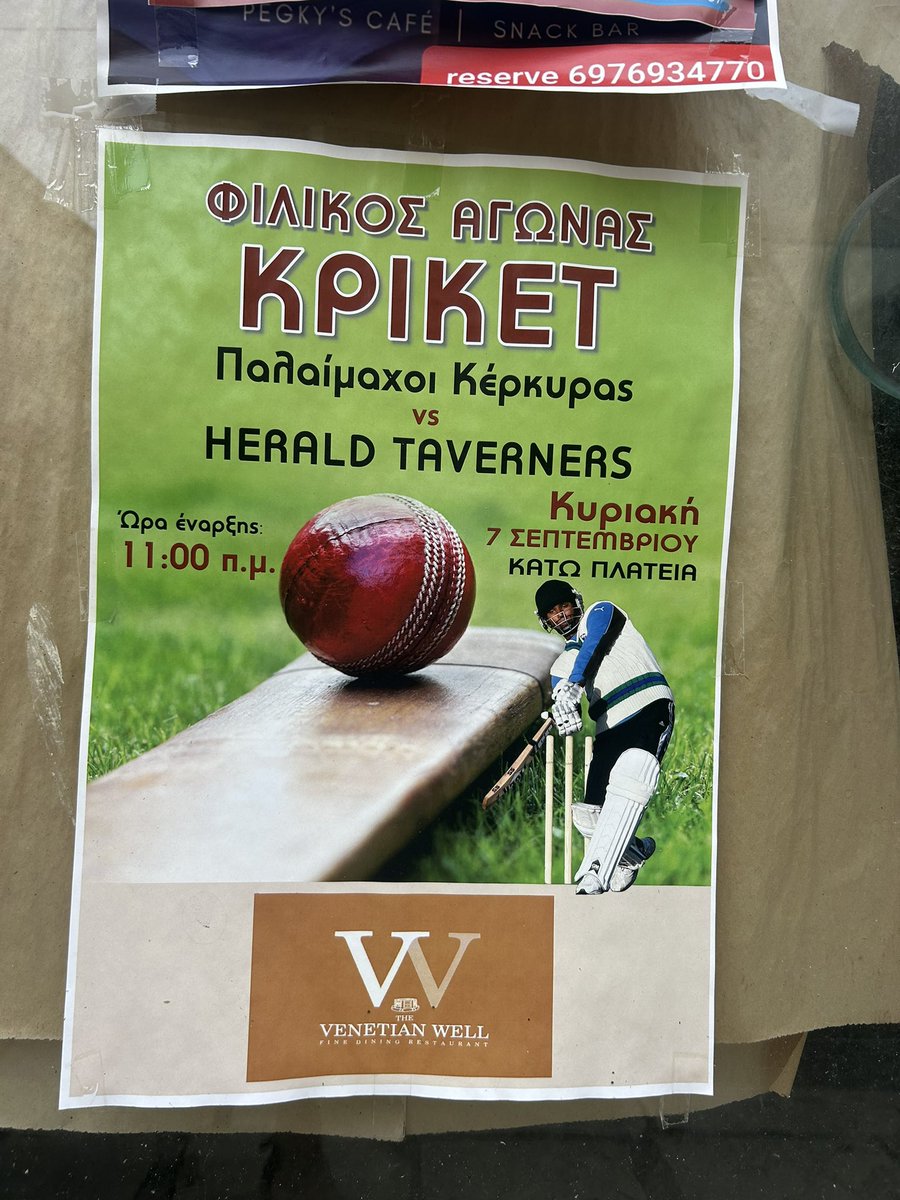 PEGKY'S CAFÉ | SNACK BAR
reserve 6976934770
ΦΙΛΙΚΟΣ ΑΓΩΝΑΣ
ΚΡΙΚΕΤ
Παλαίμαχοι Κέρκυρας
vs
HERALD TAVERNERS
Ώρα έναρξης:
11:00 π.μ.
Κυριακή
7 ΣΕΠΤΕΜΒΡΙΟΥ
ΚΑΤΩ ΠΛΑΤΕΙΑ
VV
THE
VENETIAN WELL
FINE DINING RESTAURANT